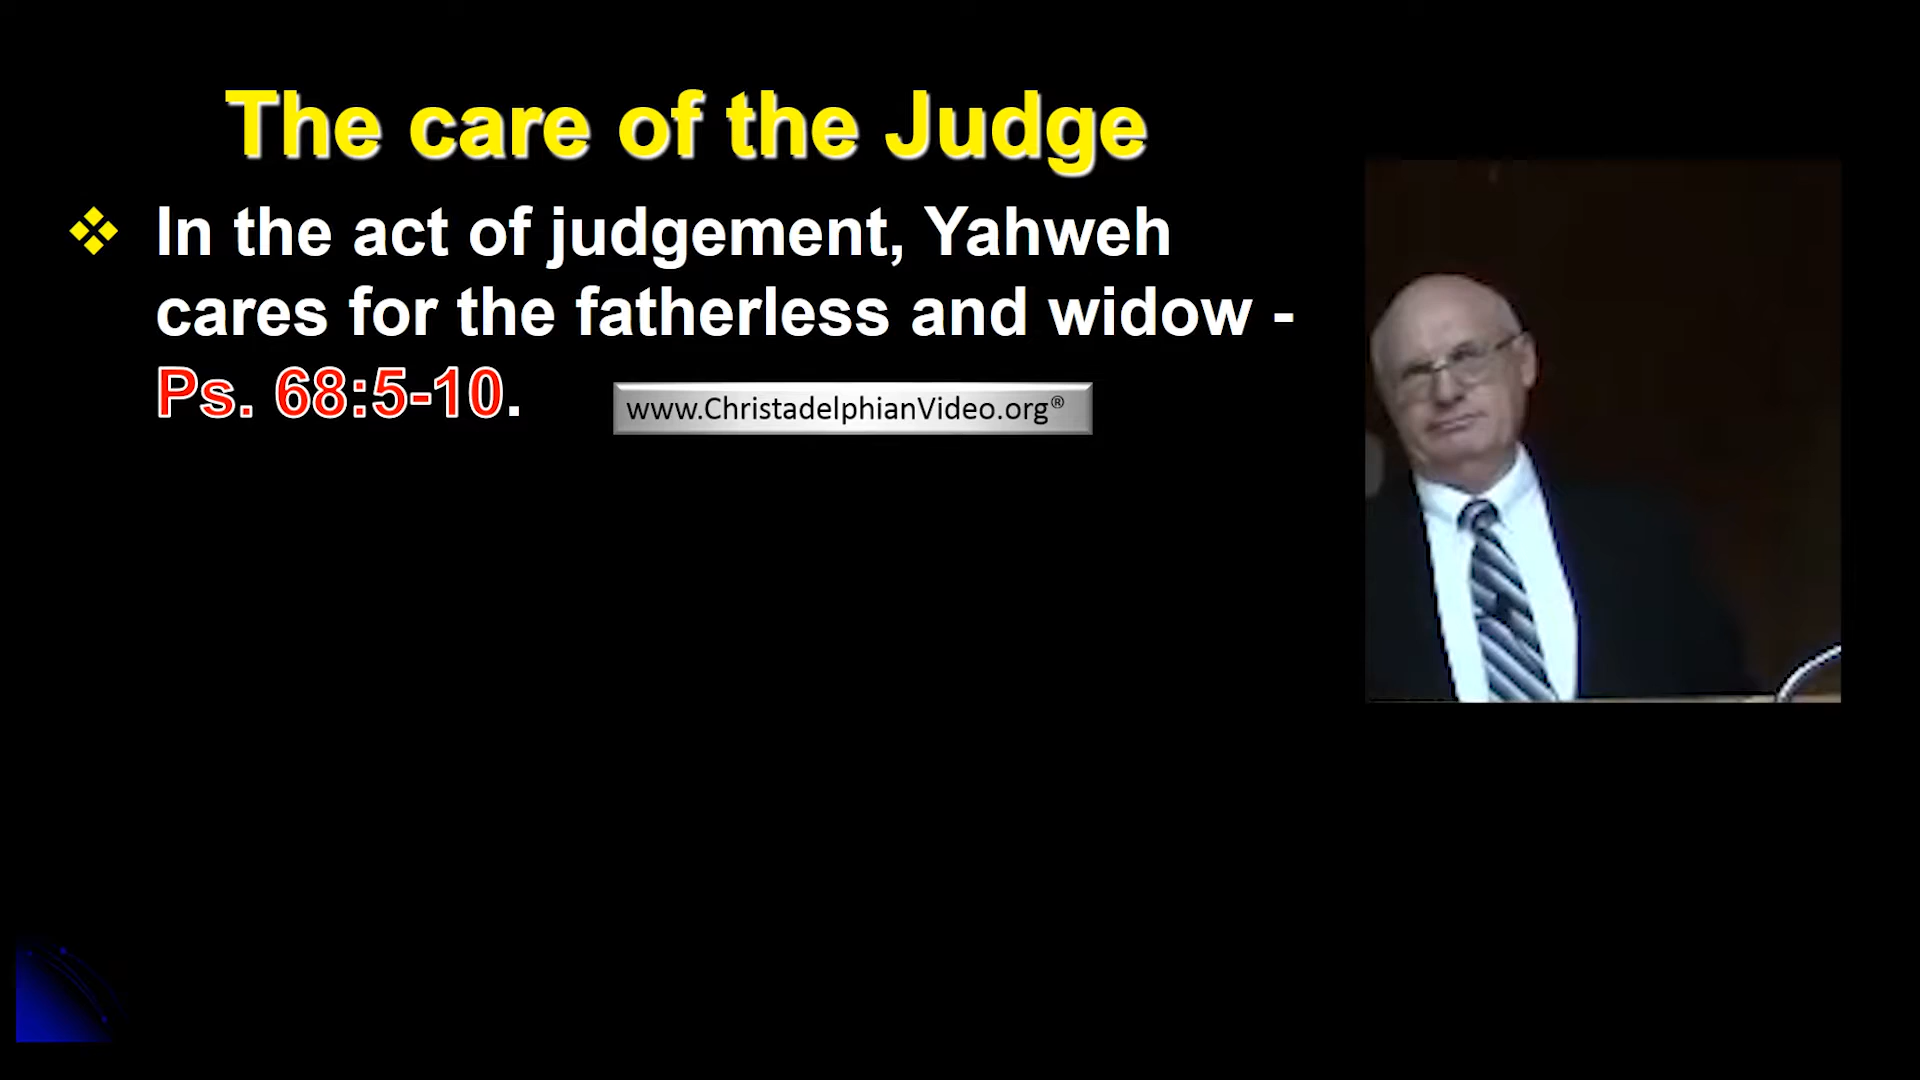 The care of the Judge
In the act of judgement, Yahweh
cares for the fatherless and widow -
Ps. 68:5-10.
www.ChristadelphianVideo.org®